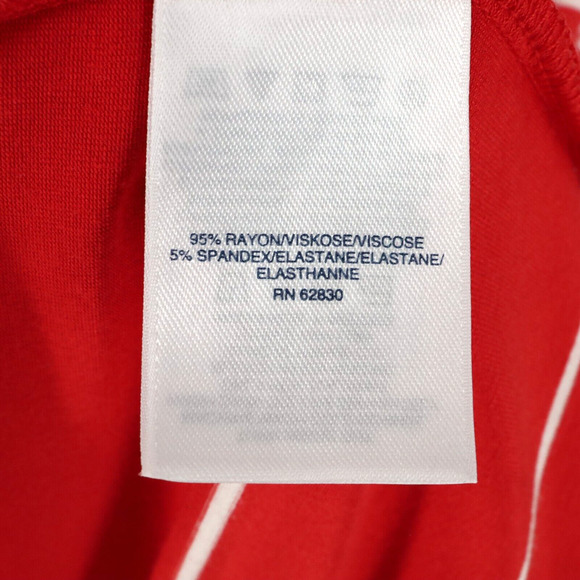 95% RAYON/VISKOSE/VISCOSE
5% SPANDEX/ELASTANE/ELASTANE/
ELASTHANNE
RN 62830